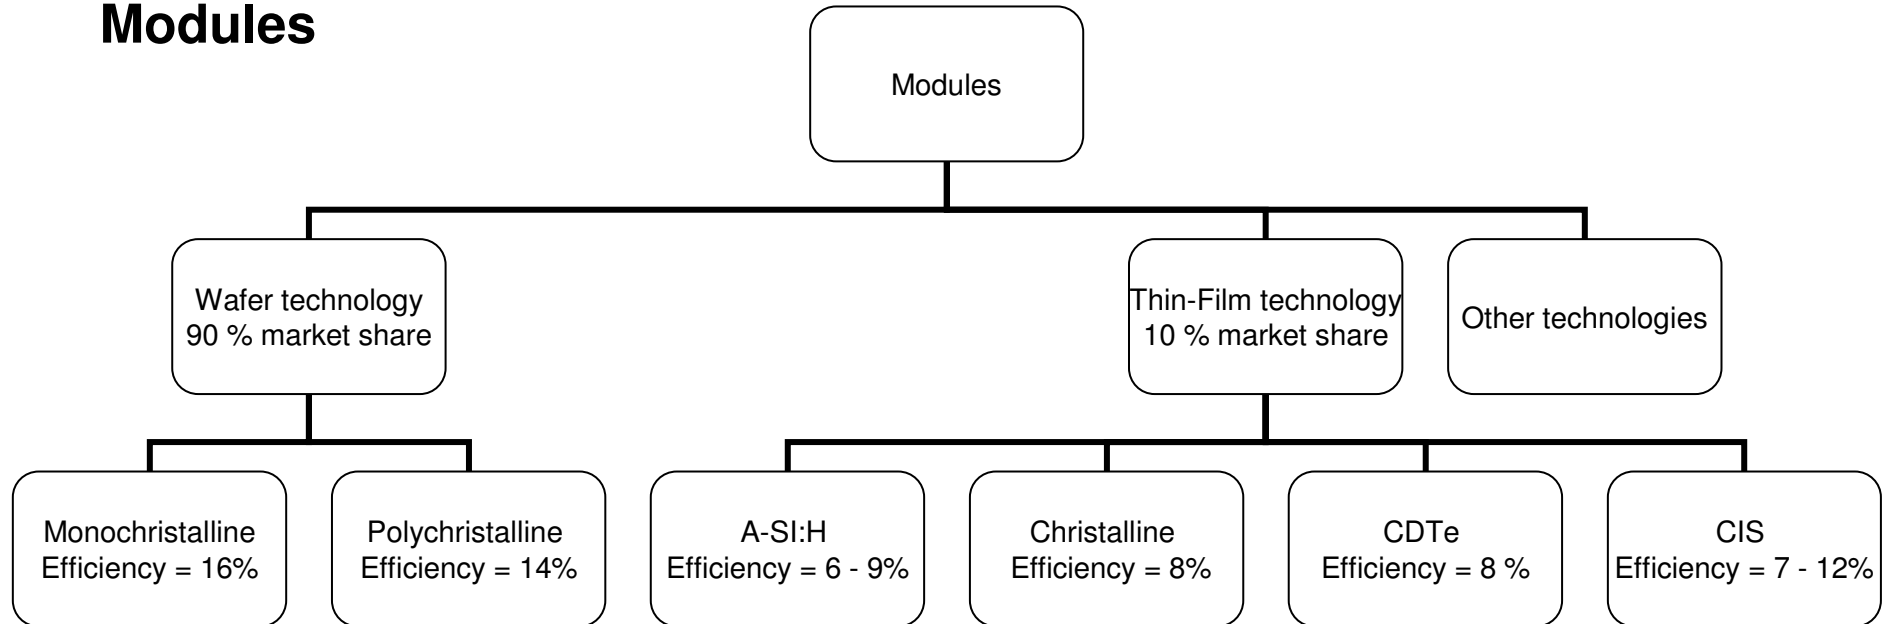 Modules
Modules
Wafer technology
90 % market share
Thin-Film technology
10 % market share
Other technologies
Monochristalline
Efficiency = 16%
Polychristalline
Efficiency = 14%
A-SI:H
Efficiency = 6 - 9%
Christalline
Efficiency = 8%
CDTe
Efficiency = 8 %
CIS
Efficiency = 7 - 12%